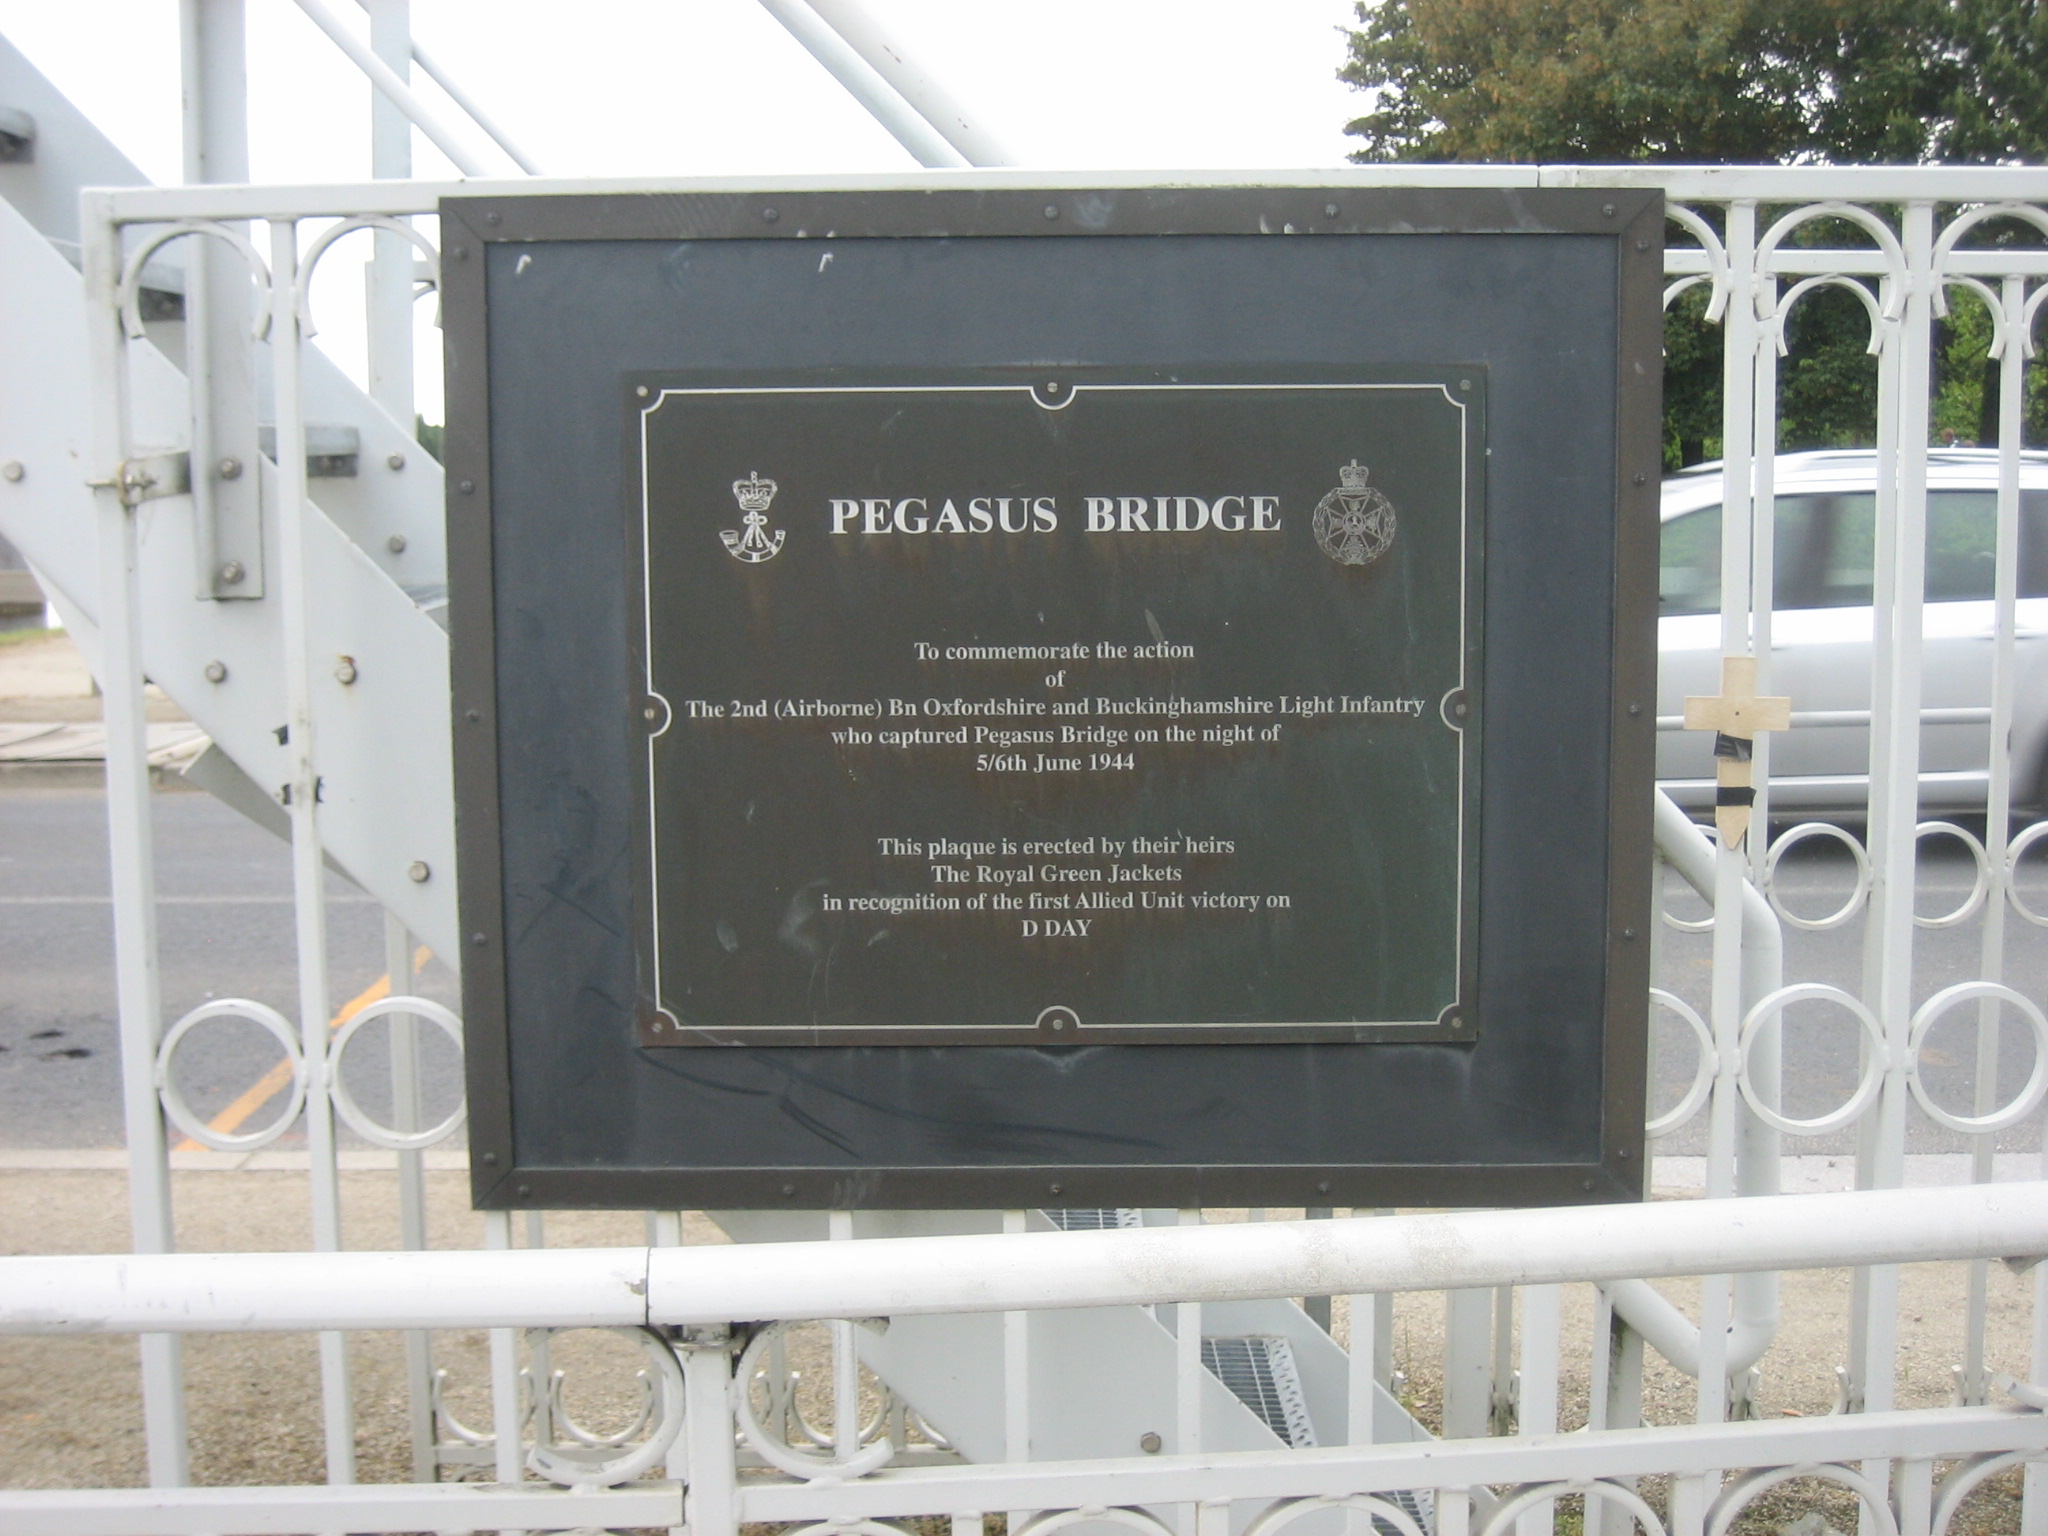 PEGASUS BRIDGE
To commemorate the action
of
The 2nd (Airborne) Bn Oxfordshire and Buckinghamshire Light Infantry
who captured Pegasus Bridge on the night of
5/6th June 1944
This plaque is erected by their heirs
The Royal Green Jackets
in recognition of the first Allied Unit victory on
D DAY